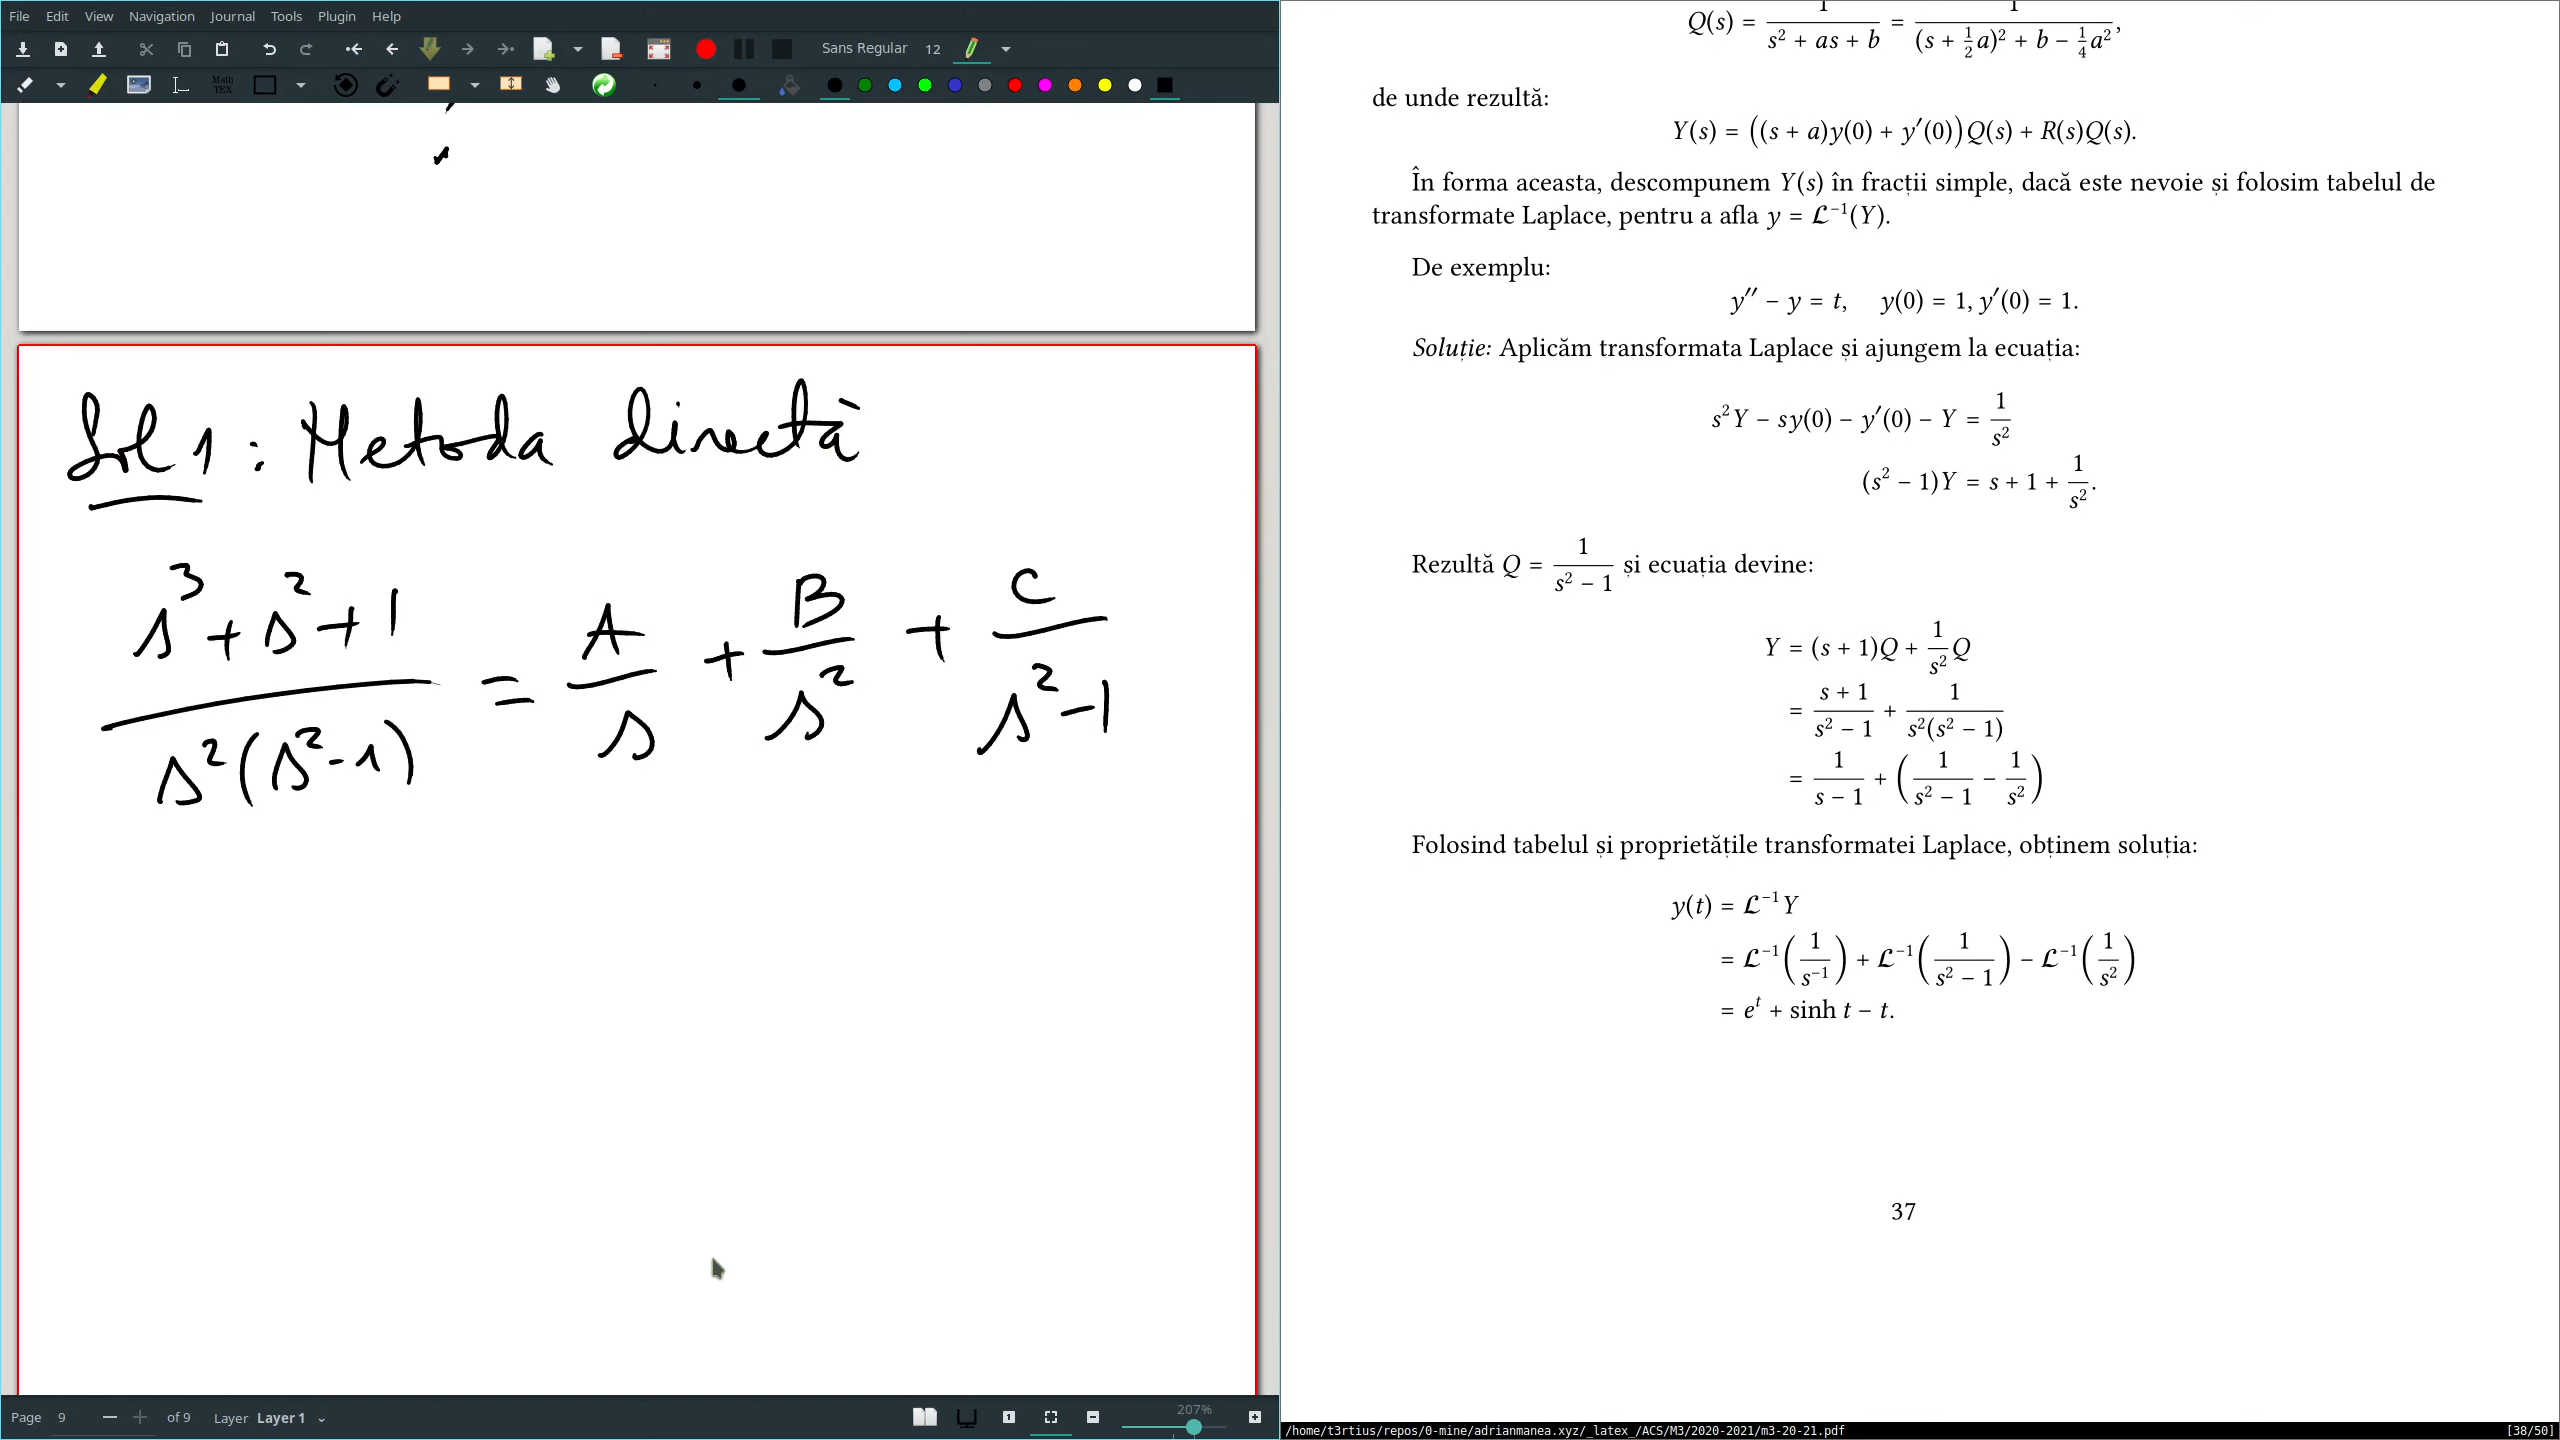 File Edit View Navigation Journal Tools Plugin Help
Sans Regular 12
Math TEX
Sol 1 : Metoda directă
s³ + s² + 1 / s²(s² - 1) = A / s + B / s² + C / s² - 1
Page 9 of 9 Layer Layer 1 207%
Q(s) = 1 / (s² + as + b) = 1 / ((s + ½a)² + b − ¼a²),
de unde rezultă:
Y(s) = ((s + a)y(0) + y′(0))Q(s) + R(s)Q(s).
În forma aceasta, descompunem Y(s) în fracții simple, dacă este nevoie și folosim tabelul de
transformate Laplace, pentru a afla y = ℒ⁻¹(Y).
De exemplu:
y′′ − y = t, y(0) = 1, y′(0) = 1.
Soluție: Aplicăm transformata Laplace și ajungem la ecuația:
s²Y − sy(0) − y′(0) − Y = 1/s²
(s² − 1)Y = s + 1 + 1/s².
Rezultă Q = 1/(s² − 1) și ecuația devine:
Y = (s + 1)Q + 1/s² Q
= (s + 1)/(s² − 1) + 1/(s²(s² − 1))
= 1/(s − 1) + (1/(s² − 1) − 1/s²)
Folosind tabelul și proprietățile transformatei Laplace, obținem soluția:
y(t) = ℒ⁻¹Y
= ℒ⁻¹(1/s⁻¹) + ℒ⁻¹(1/(s² − 1)) − ℒ⁻¹(1/s²)
= eᵗ + sinh t − t.
37
/home/t3rtius/repos/0-mine/adrianmanea.xyz/_latex_/ACS/M3/2020-2021/m3-20-21.pdf [38/50]